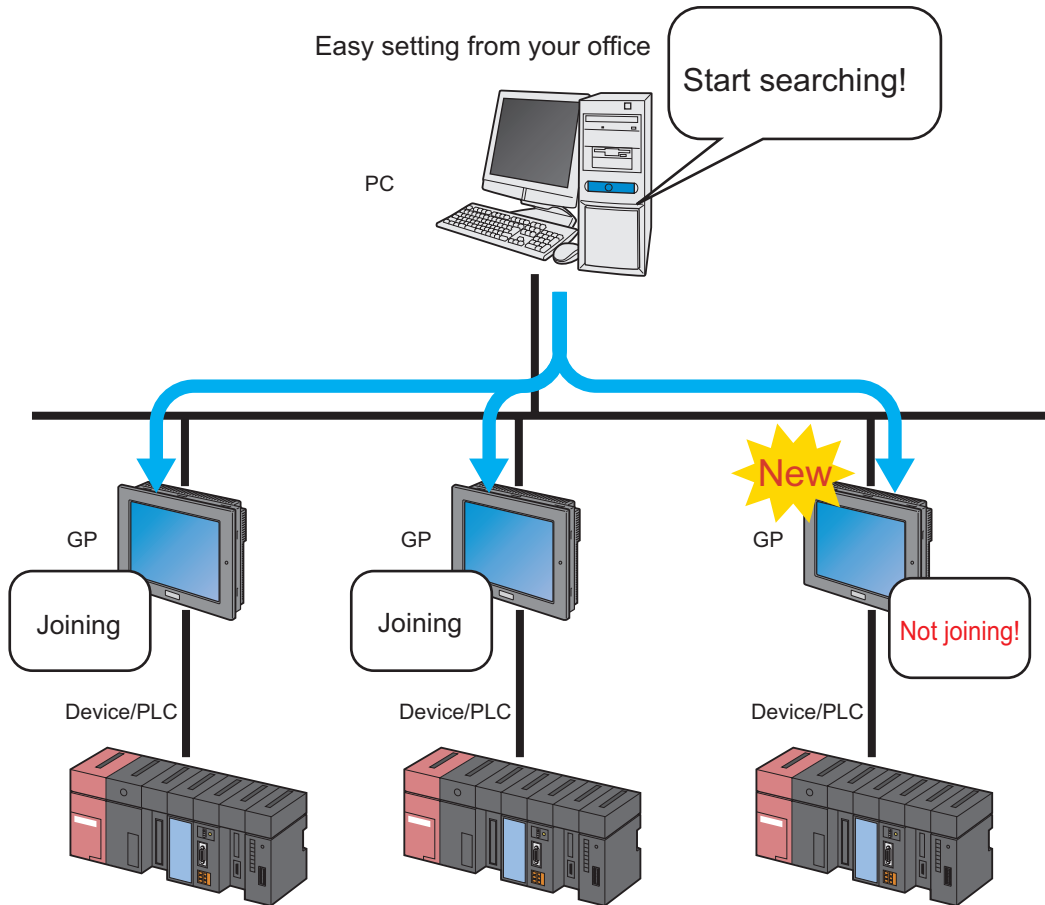 Easy setting from your office
Start searching!
PC
New
GP
GP
GP
Joining
Joining
Not joining!
Device/PLC
Device/PLC
Device/PLC